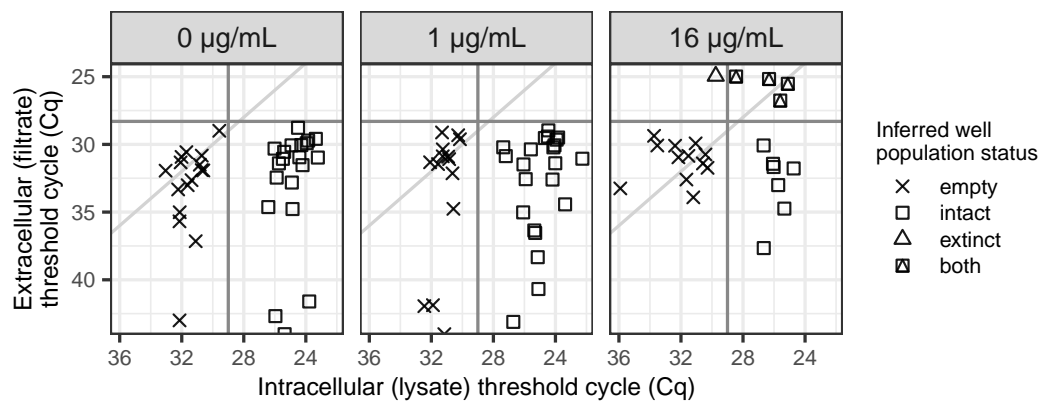 0 µg/mL
1 µg/mL
16 µg/mL
Extracellular (filtrate)
threshold cycle (Cq)
25
30
35
40
36
32
28
24
36
32
28
24
36
32
28
24
Intracellular (lysate) threshold cycle (Cq)
Inferred well
population status
empty
intact
extinct
both